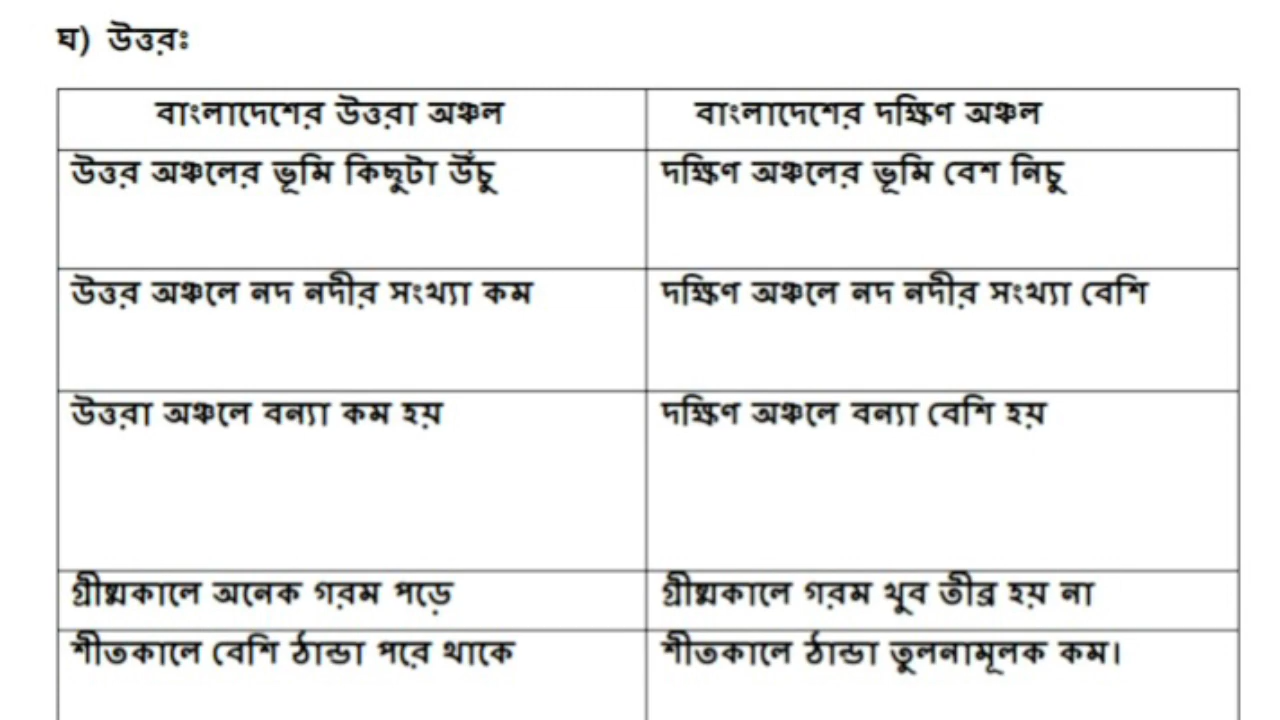 ঘ) উত্তরঃ
বাংলাদেশের উত্তরা অঞ্চল
বাংলাদেশের দক্ষিণ অঞ্চল
উত্তর অঞ্চলের ভূমি কিছুটা উঁচু
দক্ষিণ অঞ্চলের ভূমি বেশ নিচু
উত্তর অঞ্চলে নদ নদীর সংখ্যা কম
দক্ষিণ অঞ্চলে নদ নদীর সংখ্যা বেশি
উত্তরা অঞ্চলে বন্যা কম হয়
দক্ষিণ অঞ্চলে বন্যা বেশি হয়
গ্রীষ্মকালে অনেক গরম পড়ে
গ্রীষ্মকালে গরম খুব তীব্র হয় না
শীতকালে বেশি ঠান্ডা পরে থাকে
শীতকালে ঠান্ডা তুলনামূলক কম।